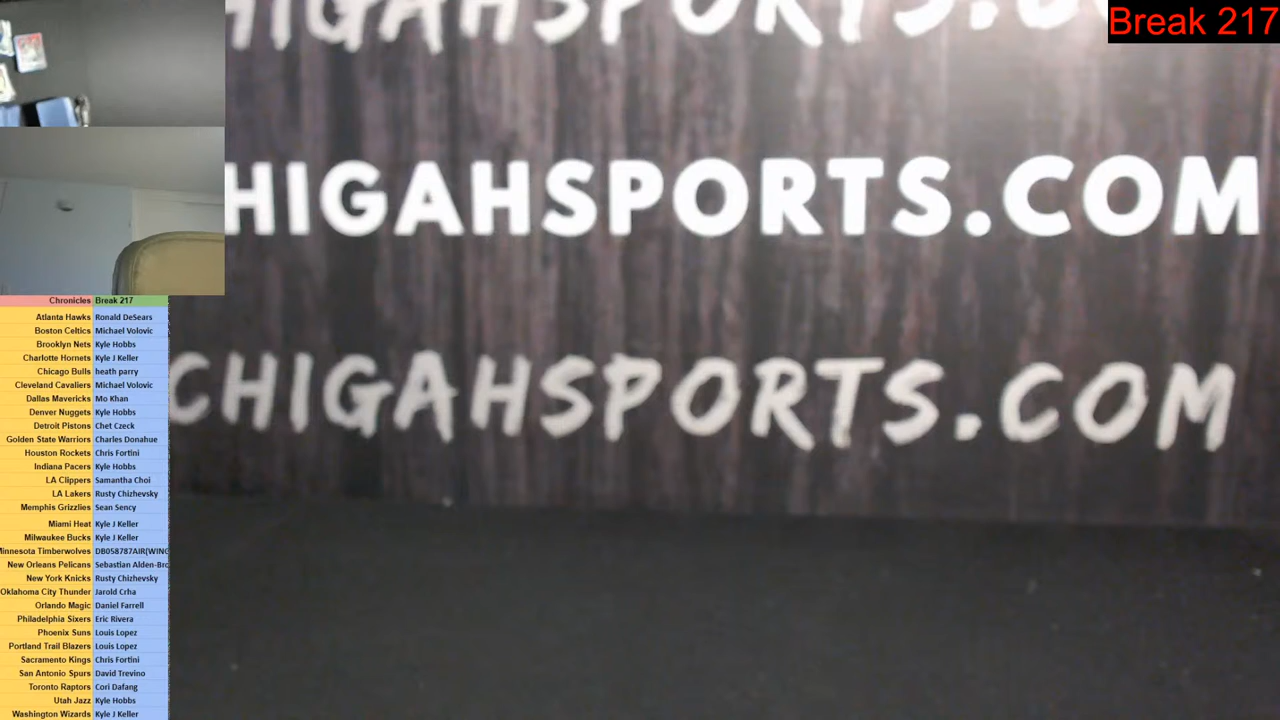 HIGAHSPORTS.CO
Break 217
HIGAHSPORTS.COM
CHIGAHSPORTS.COM
Chronicles Break 217
Atlanta Hawks Ronald DeSears
Boston Celtics Michael Volovic
Brooklyn Nets Kyle Hobbs
Charlotte Hornets Kyle J Keller
Chicago Bulls heath parry
Cleveland Cavaliers Michael Volovic
Dallas Mavericks Mo Khan
Denver Nuggets Kyle Hobbs
Detroit Pistons Chet Czeck
Golden State Warriors Charles Donahue
Houston Rockets Chris Fortini
Indiana Pacers Kyle Hobbs
LA Clippers Samantha Choi
LA Lakers Rusty Chizhevsky
Memphis Grizzlies Sean Sency
Miami Heat Kyle J Keller
Milwaukee Bucks Kyle J Keller
Minnesota Timberwolves DB058787AIR(WING
New Orleans Pelicans Sebastian Alden-Bro
New York Knicks Rusty Chizhevsky
Oklahoma City Thunder Jarold Crha
Orlando Magic Daniel Farrell
Philadelphia Sixers Eric Rivera
Phoenix Suns Louis Lopez
Portland Trail Blazers Louis Lopez
Sacramento Kings Chris Fortini
San Antonio Spurs David Trevino
Toronto Raptors Cori Dafang
Utah Jazz Kyle Hobbs
Washington Wizards Kyle J Keller